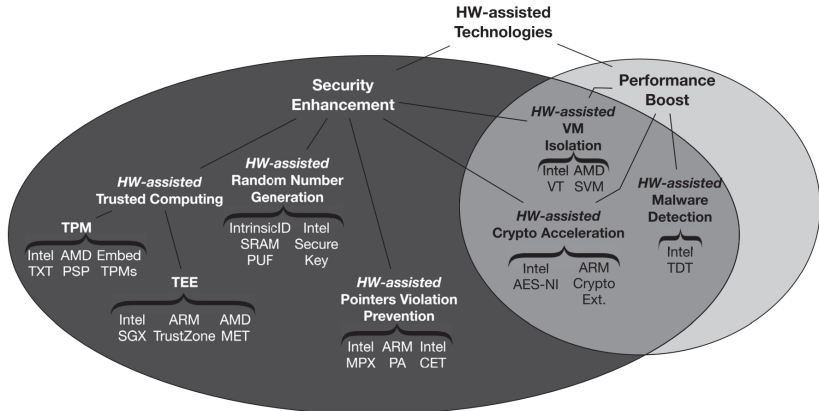 HW-assisted
Technologies
Security
Enhancement
Performance
Boost
HW-assisted
VM
Isolation
Intel AMD
VT SVM
HW-assisted
Trusted Computing
HW-assisted
Random Number
Generation
IntrinsicID Intel
SRAM Secure
PUF Key
HW-assisted
Malware
Detection
Intel
TDT
HW-assisted
Crypto Acceleration
Intel ARM
AES-NI Crypto
Ext.
TPM
Intel AMD Embed
TXT PSP TPMs
TEE
Intel ARM AMD
SGX TrustZone MET
HW-assisted
Pointers Violation
Prevention
Intel ARM Intel
MPX PA CET